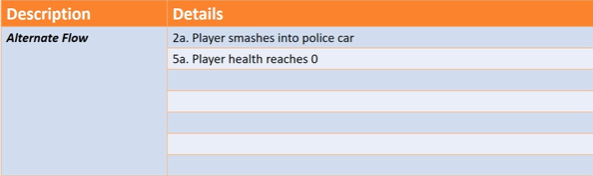 Description Details
Alternate Flow 2a. Player smashes into police car
5a. Player health reaches 0